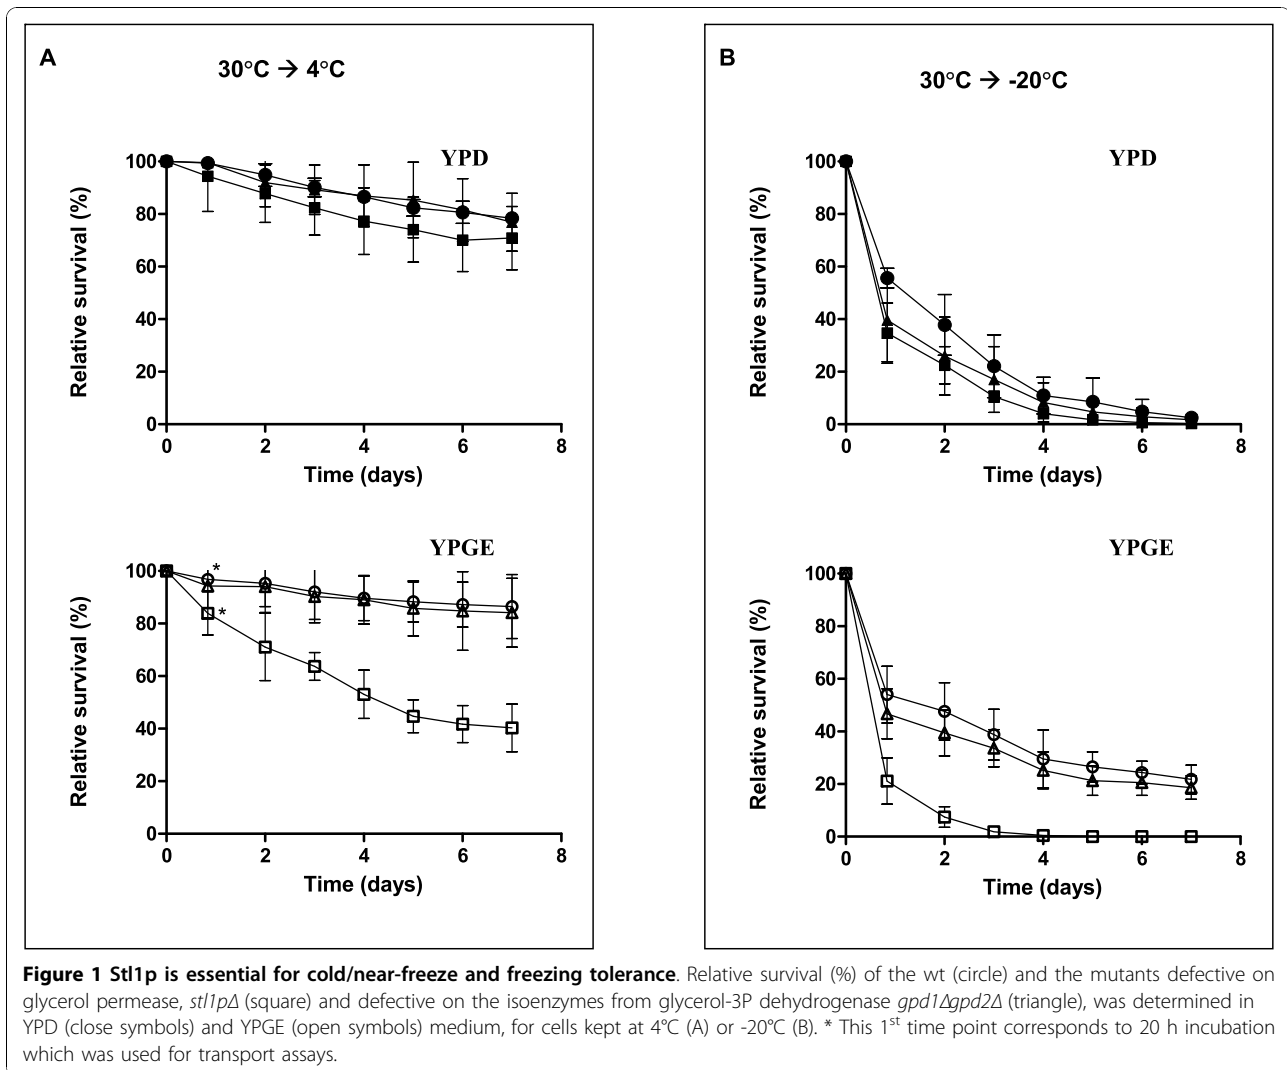 A
30°C → 4°C
YPD
Relative survival (%)
100
80
60
40
20
0
0 2 4 6 8
Time (days)
YPGE
Relative survival (%)
100
80
60
40
20
0
*
*
0 2 4 6 8
Time (days)
B
30°C → -20°C
YPD
Relative survival (%)
100
80
60
40
20
0
0 2 4 6 8
Time (days)
YPGE
Relative survival (%)
100
80
60
40
20
0
0 2 4 6 8
Time (days)
Figure 1 Stl1p is essential for cold/near-freeze and freezing tolerance. Relative survival (%) of the wt (circle) and the mutants defective on
glycerol permease, stl1pΔ (square) and defective on the isoenzymes from glycerol-3P dehydrogenase gpd1Δgpd2Δ (triangle), was determined in
YPD (close symbols) and YPGE (open symbols) medium, for cells kept at 4°C (A) or -20°C (B). * This 1st time point corresponds to 20 h incubation
which was used for transport assays.